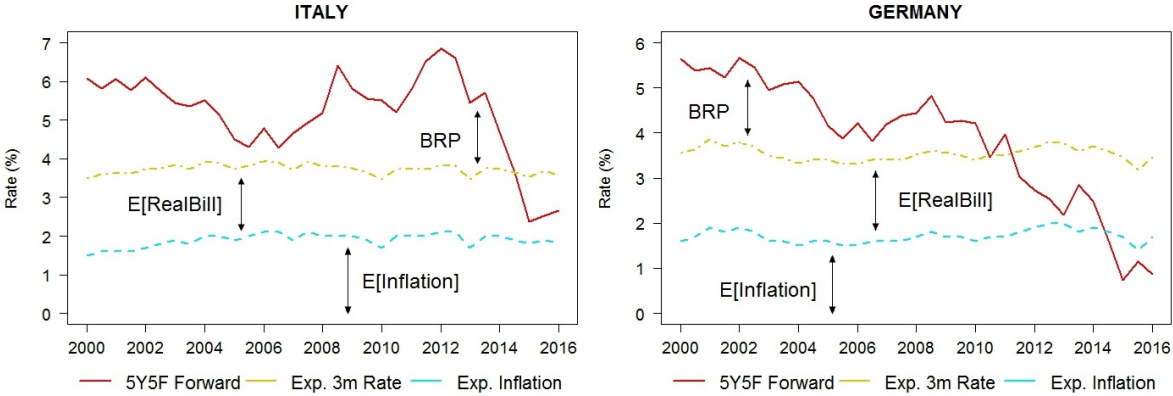 ITALY
Rate (%)
7
6
5
4
3
2
1
0
BRP
E[RealBill]
E[Inflation]
2000 2002 2004 2006 2008 2010 2012 2014 2016
5Y5F Forward Exp. 3m Rate Exp. Inflation
GERMANY
Rate (%)
6
5
4
3
2
1
0
BRP
E[RealBill]
E[Inflation]
2000 2002 2004 2006 2008 2010 2012 2014 2016
5Y5F Forward Exp. 3m Rate Exp. Inflation